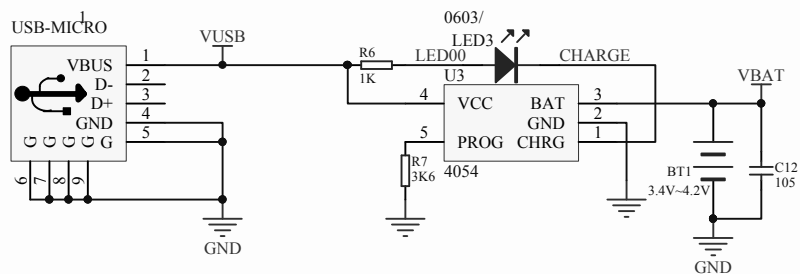 1
USB-MICRO
VBUS 1
D- 2
D+ 3
GND 4
G 5
G G G
6 7 8 9
VUSB
GND
R6
1K
LED00
0603/
LED3
CHARGE
U3
4 VCC BAT 3
GND 2
5 PROG CHRG 1
4054
R7
3K6
VBAT
BT1
3.4V~4.2V
C12
105
GND